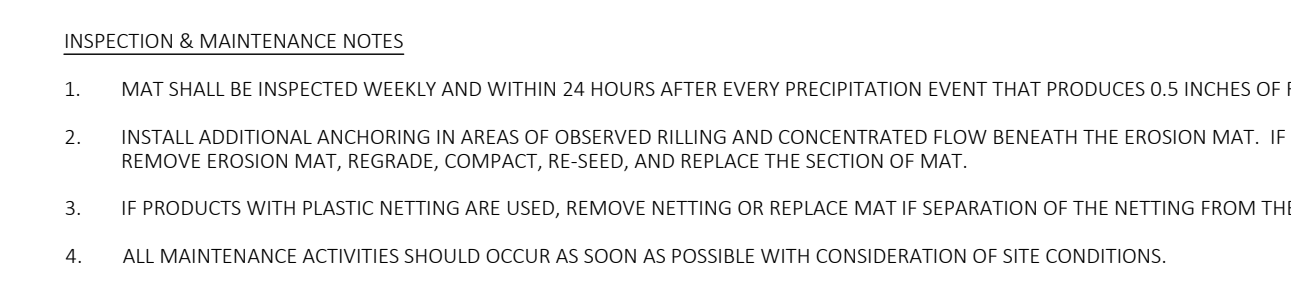 INSPECTION & MAINTENANCE NOTES
1. MAT SHALL BE INSPECTED WEEKLY AND WITHIN 24 HOURS AFTER EVERY PRECIPITATION EVENT THAT PRODUCES 0.5 INCHES OF
2. INSTALL ADDITIONAL ANCHORING IN AREAS OF OBSERVED RILLING AND CONCENTRATED FLOW BENEATH THE EROSION MAT. IF
REMOVE EROSION MAT, REGRADE, COMPACT, RE-SEED, AND REPLACE THE SECTION OF MAT.
3. IF PRODUCTS WITH PLASTIC NETTING ARE USED, REMOVE NETTING OR REPLACE MAT IF SEPARATION OF THE NETTING FROM THE
4. ALL MAINTENANCE ACTIVITIES SHOULD OCCUR AS SOON AS POSSIBLE WITH CONSIDERATION OF SITE CONDITIONS.